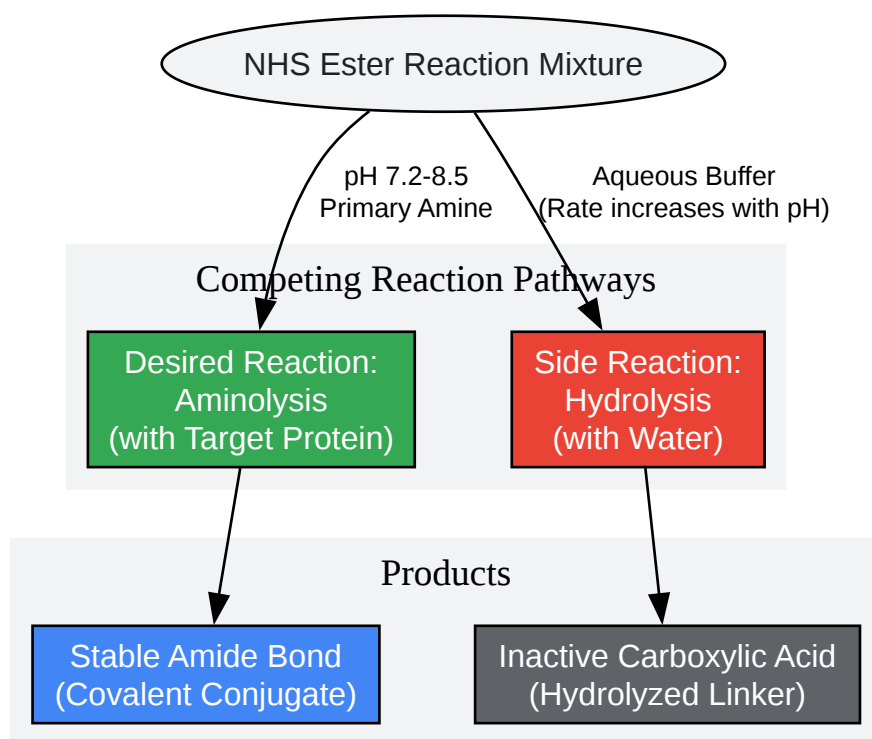 NHS Ester Reaction Mixture
pH 7.2-8.5
Primary Amine
Aqueous Buffer
(Rate increases with pH)
Competing Reaction Pathways
Desired Reaction:
Aminolysis
(with Target Protein)
Side Reaction:
Hydrolysis
(with Water)
Products
Stable Amide Bond
(Covalent Conjugate)
Inactive Carboxylic Acid
(Hydrolyzed Linker)